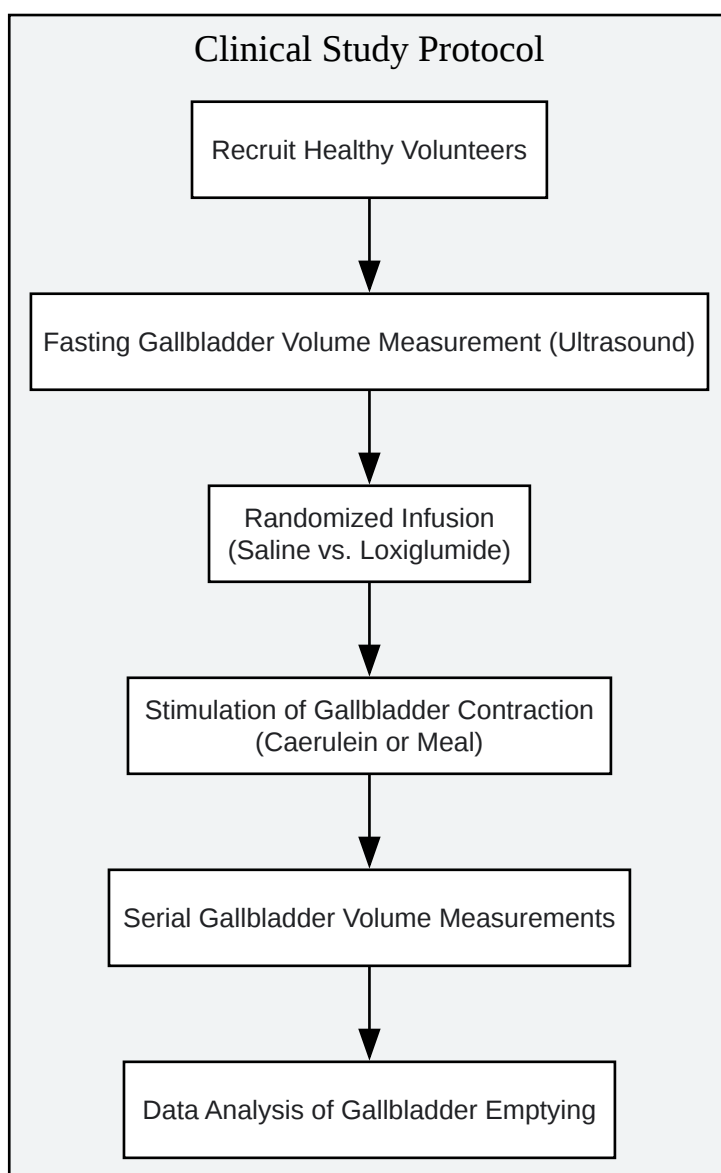 Clinical Study Protocol
Recruit Healthy Volunteers
Fasting Gallbladder Volume Measurement (Ultrasound)
Randomized Infusion
(Saline vs. Loxiglumide)
Stimulation of Gallbladder Contraction
(Caerulein or Meal)
Serial Gallbladder Volume Measurements
Data Analysis of Gallbladder Emptying